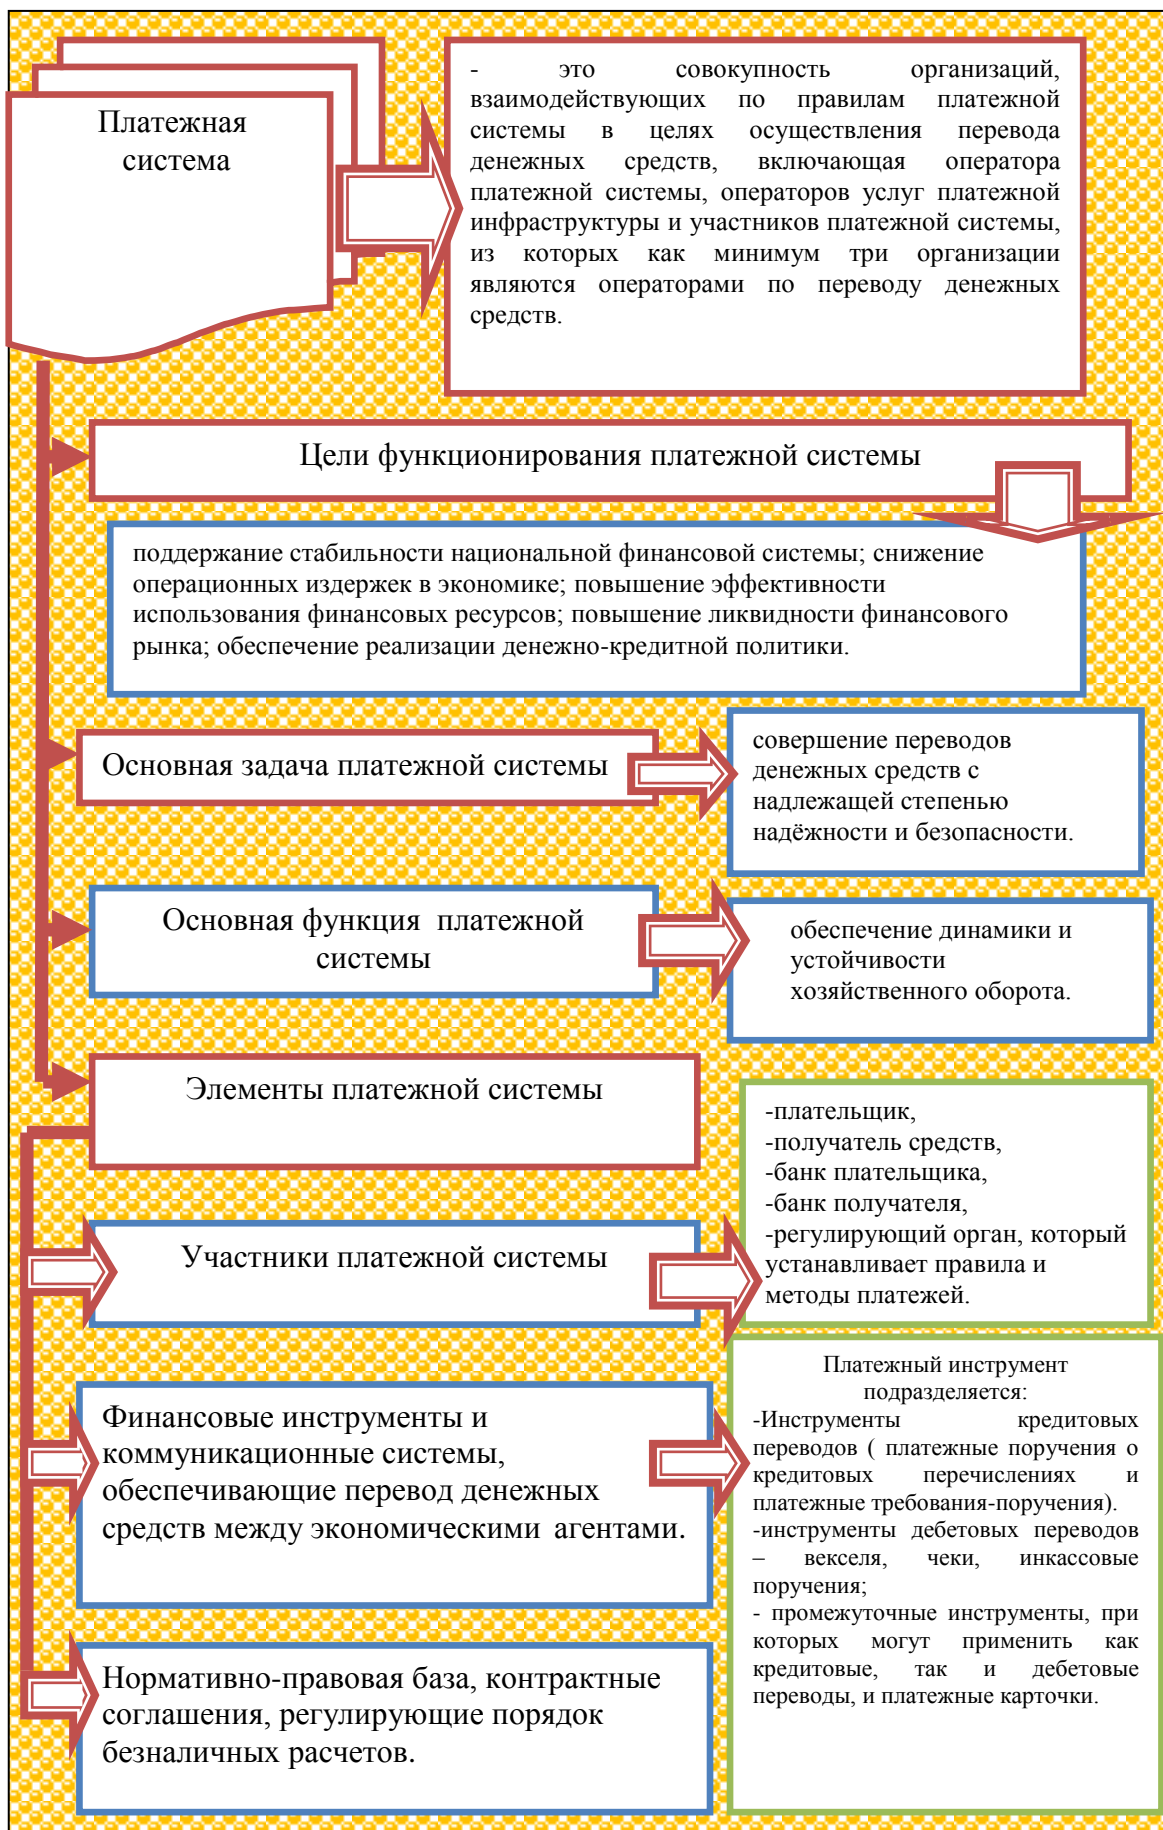 Платежная
система
- это совокупность организаций,
взаимодействующих по правилам платежной
системы в целях осуществления перевода
денежных средств, включающая оператора
платежной системы, операторов услуг платежной
инфраструктуры и участников платежной системы,
из которых как минимум три организации
являются операторами по переводу денежных
средств.
Цели функционирования платежной системы
поддержание стабильности национальной финансовой системы; снижение
операционных издержек в экономике; повышение эффективности
использования финансовых ресурсов; повышение ликвидности финансового
рынка; обеспечение реализации денежно-кредитной политики.
Основная задача платежной системы
совершение переводов
денежных средств с
надлежащей степенью
надёжности и безопасности.
Основная функция платежной
системы
обеспечение динамики и
устойчивости
хозяйственного оборота.
Элементы платежной системы
-плательщик,
-получатель средств,
-банк плательщика,
-банк получателя,
-регулирующий орган, который
устанавливает правила и
методы платежей.
Участники платежной системы
Платежный инструмент
подразделяется:
-Инструменты кредитовых
переводов ( платежные поручения о
кредитовых перечислениях и
платежные требования-поручения).
-инструменты дебетовых переводов
– векселя, чеки, инкассовые
поручения;
- промежуточные инструменты, при
которых могут применить как
кредитовые, так и дебетовые
переводы, и платежные карточки.
Финансовые инструменты и
коммуникационные системы,
обеспечивающие перевод денежных
средств между экономическими агентами.
Нормативно-правовая база, контрактные
соглашения, регулирующие порядок
безналичных расчетов.